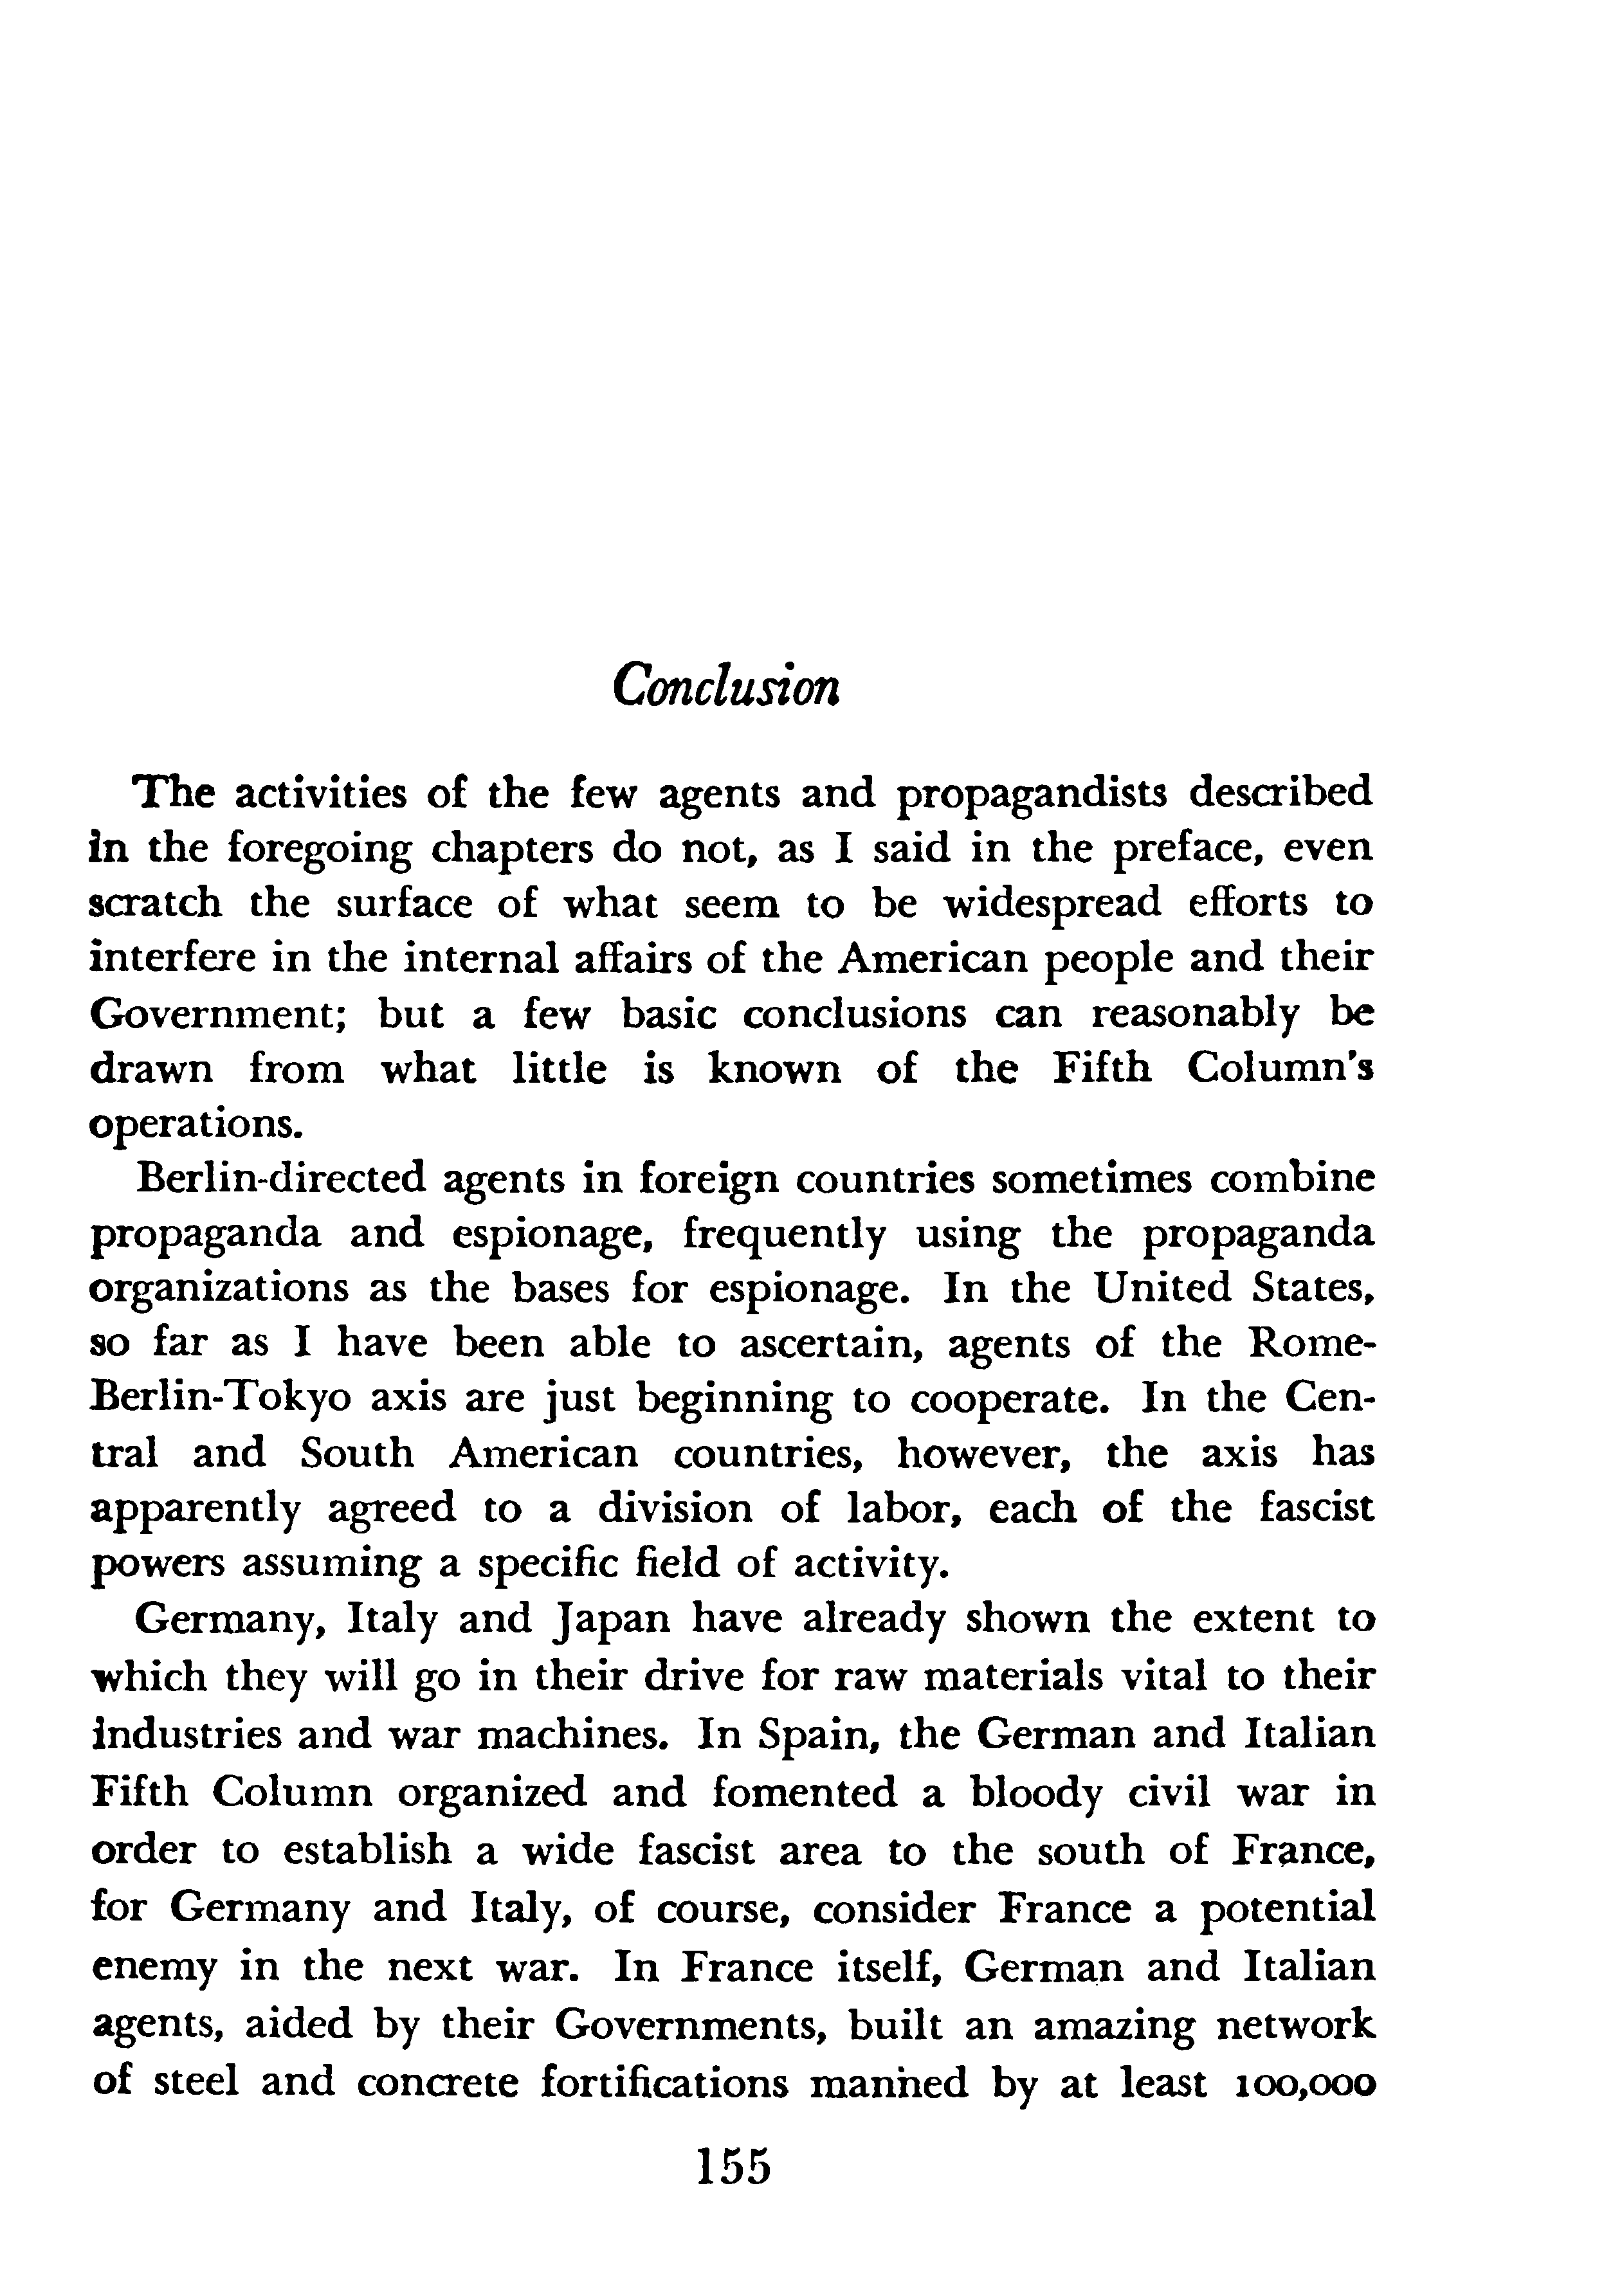 Conclusion
The activities of the few agents and propagandists described
in the foregoing chapters do not, as I said in the preface, even
scratch the surface of what seem to be widespread efforts to
interfere in the internal affairs of the American people and their
Government; but a few basic conclusions can reasonably be
drawn from what little is known of the Fifth Column's
operations.
Berlin-directed agents in foreign countries sometimes combine
propaganda and espionage, frequently using the propaganda
organizations as the bases for espionage. In the United States,
so far as I have been able to ascertain, agents of the Rome-
Berlin-Tokyo axis are just beginning to cooperate. In the Cen-
tral and South American countries, however, the axis has
apparently agreed to a division of labor, each of the fascist
powers assuming a specific field of activity.
Germany, Italy and Japan have already shown the extent to
which they will go in their drive for raw materials vital to their
industries and war machines. In Spain, the German and Italian
Fifth Column organized and fomented a bloody civil war in
order to establish a wide fascist area to the south of France,
for Germany and Italy, of course, consider France a potential
enemy in the next war. In France itself, German and Italian
agents, aided by their Governments, built an amazing network
of steel and concrete fortifications manned by at least 100,000
155